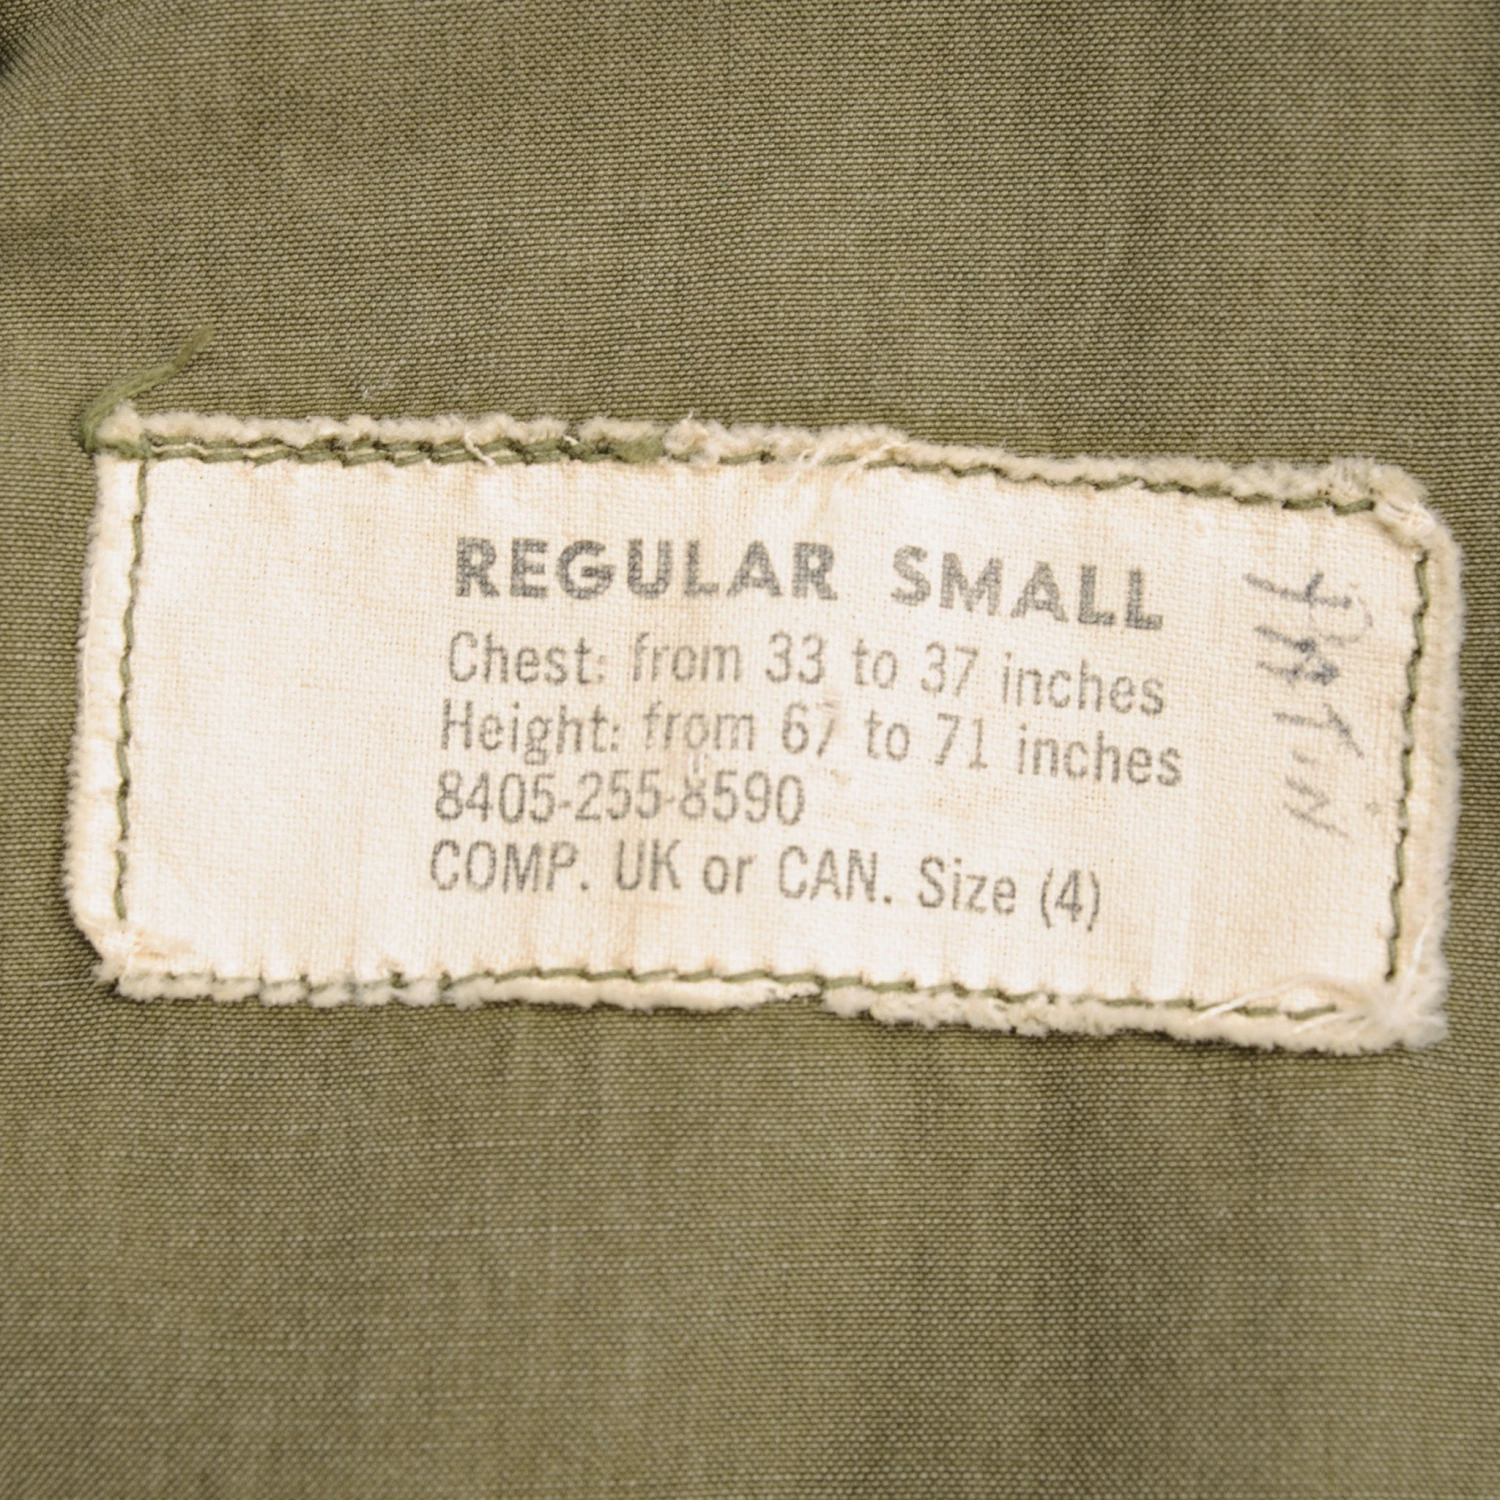 REGULAR SMALL
Chest: from 33 to 37 inches
Height: from 67 to 71 inches
8405-255-8590
COMP. UK or CAN. Size (4)